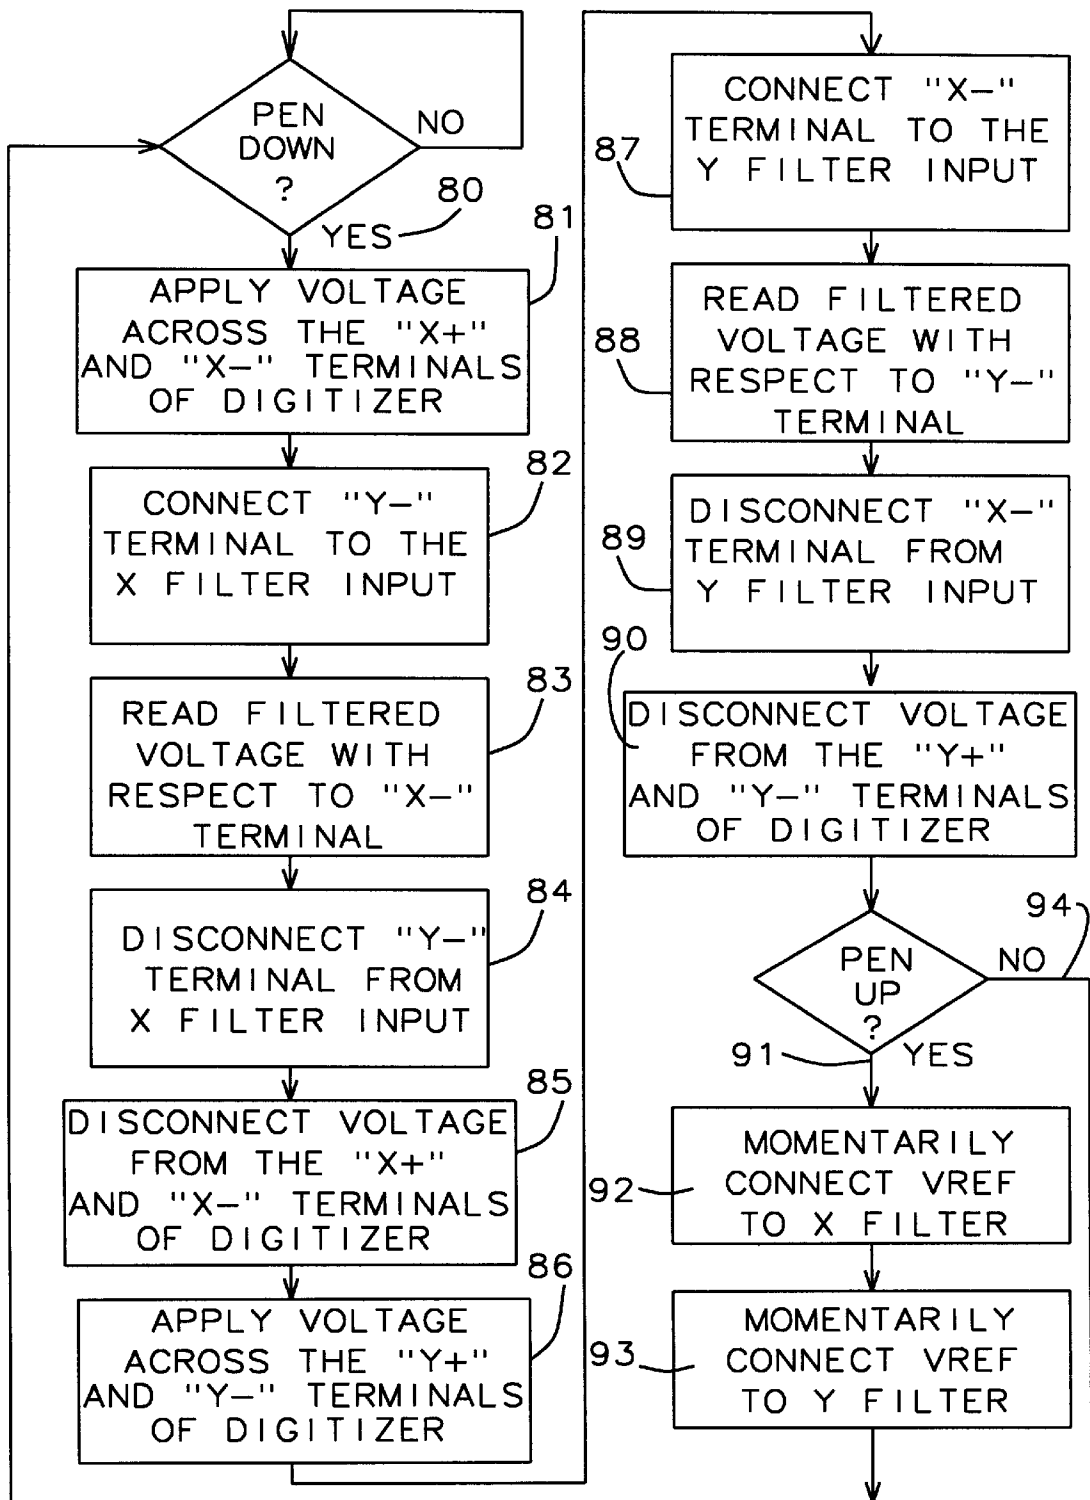 PEN
DOWN
?
NO
YES
80
81
APPLY VOLTAGE
ACROSS THE "X+"
AND "X-" TERMINALS
OF DIGITIZER
82
CONNECT "Y-"
TERMINAL TO THE
X FILTER INPUT
83
READ FILTERED
VOLTAGE WITH
RESPECT TO "X-"
TERMINAL
84
DISCONNECT "Y-"
TERMINAL FROM
X FILTER INPUT
85
DISCONNECT VOLTAGE
FROM THE "X+"
AND "X-" TERMINALS
OF DIGITIZER
86
APPLY VOLTAGE
ACROSS THE "Y+"
AND "Y-" TERMINALS
OF DIGITIZER
87
CONNECT "X-"
TERMINAL TO THE
Y FILTER INPUT
88
READ FILTERED
VOLTAGE WITH
RESPECT TO "Y-"
TERMINAL
89
DISCONNECT "X-"
TERMINAL FROM
Y FILTER INPUT
90
DISCONNECT VOLTAGE
FROM THE "Y+"
AND "Y-" TERMINALS
OF DIGITIZER
94
PEN
UP
?
NO
91
YES
92
MOMENTARILY
CONNECT VREF
TO X FILTER
93
MOMENTARILY
CONNECT VREF
TO Y FILTER